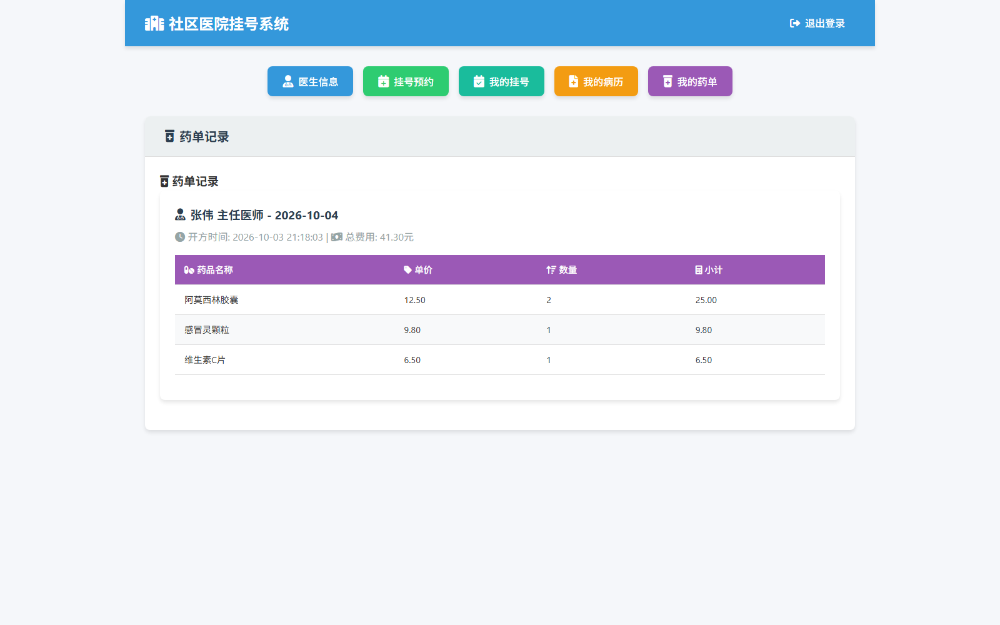 社区医院挂号系统 退出登录
医生信息 挂号预约 我的挂号 我的病历 我的药单
药单记录
药单记录
张伟 主任医师 - 2026-10-04
开方时间: 2026-10-03 21:18:03 | 总费用: 41.30元
药品名称 单价 数量 小计
阿莫西林胶囊 12.50 2 25.00
感冒灵颗粒 9.80 1 9.80
维生素C片 6.50 1 6.50